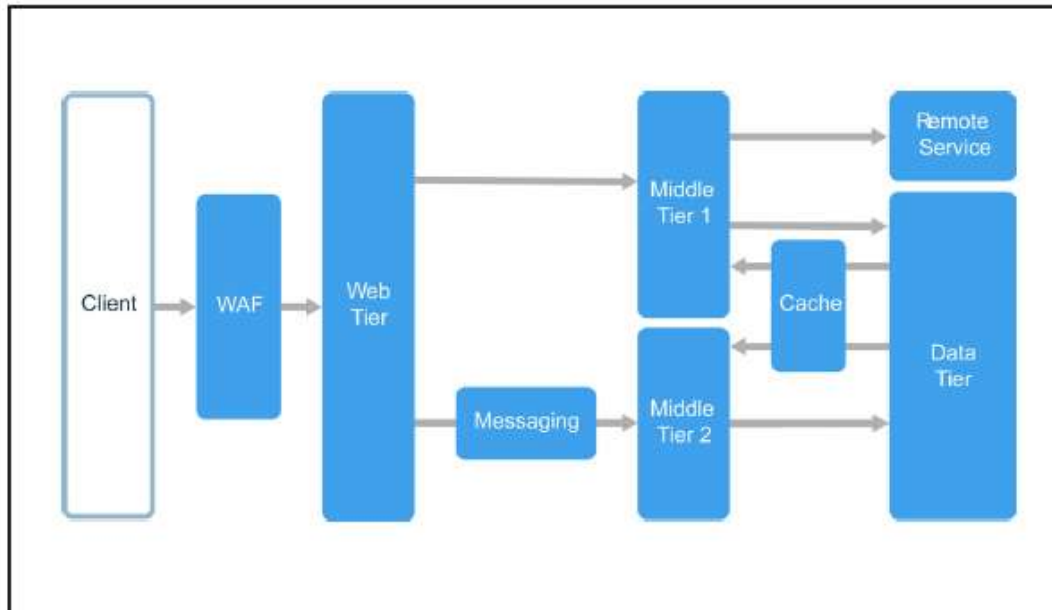 Client
WAF
Web
Tier
Messaging
Middle
Tier 1
Middle
Tier 2
Cache
Remote
Service
Data
Tier